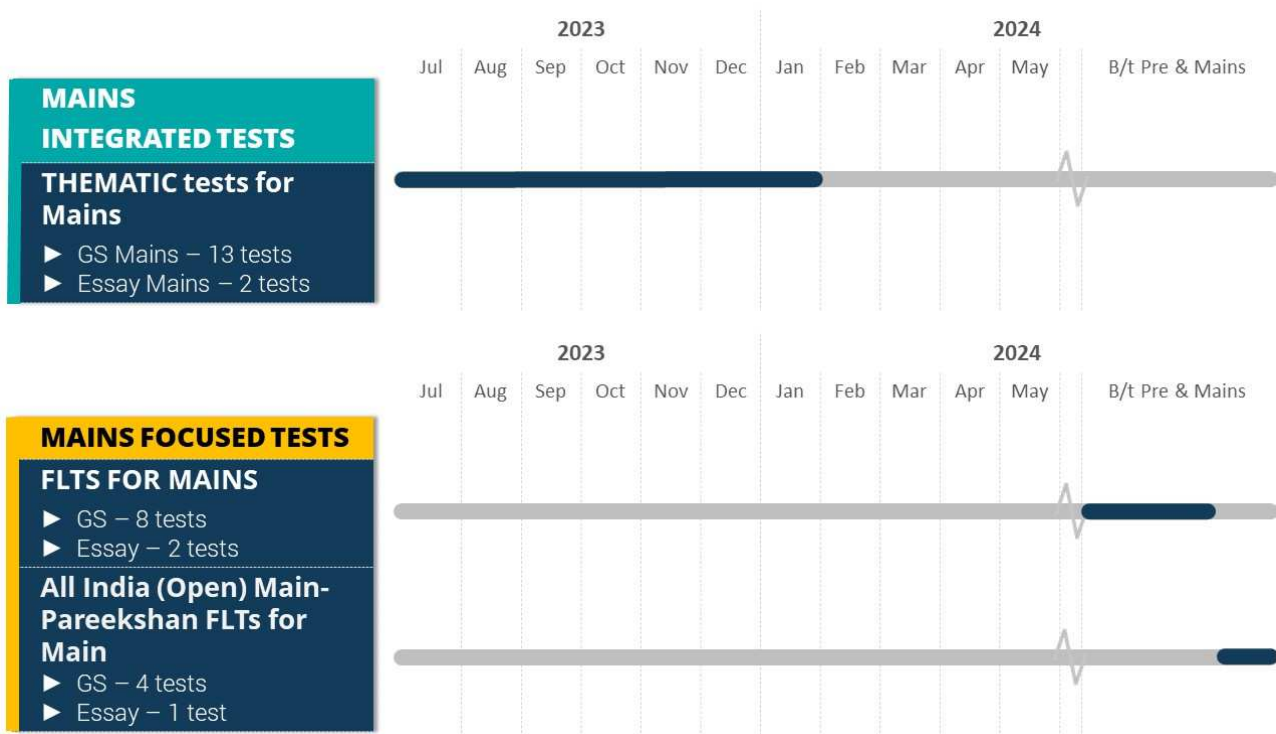 2023 2024
Jul Aug Sep Oct Nov Dec Jan Feb Mar Apr May B/t Pre & Mains
MAINS
INTEGRATED TESTS
THEMATIC tests for
Mains
► GS Mains – 13 tests
► Essay Mains – 2 tests
2023 2024
Jul Aug Sep Oct Nov Dec Jan Feb Mar Apr May B/t Pre & Mains
MAINS FOCUSED TESTS
FLTS FOR MAINS
► GS – 8 tests
► Essay – 2 tests
All India (Open) Main-
Pareekshan FLTs for
Main
► GS – 4 tests
► Essay – 1 test